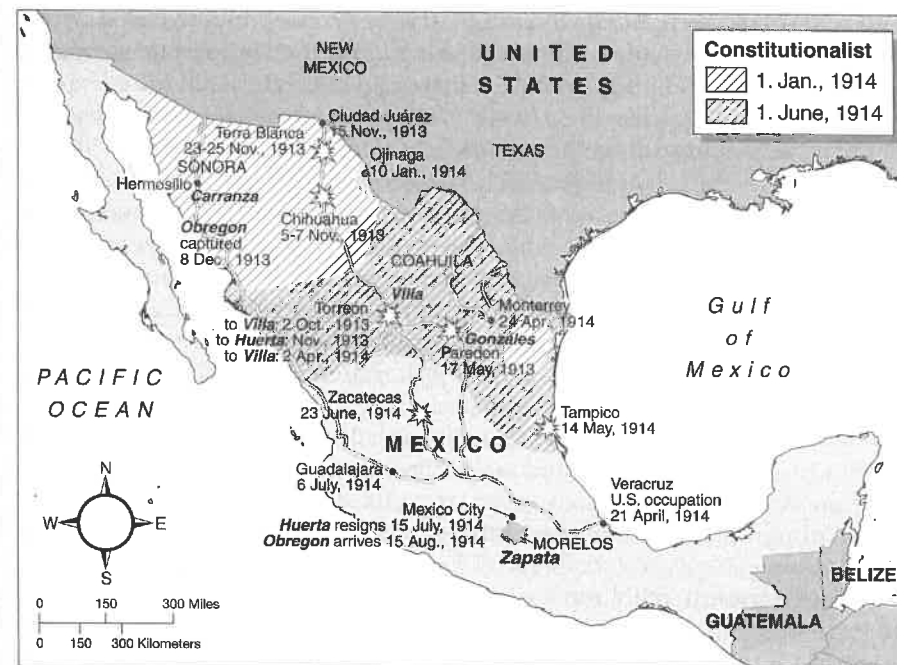 NEW
MEXICO
UNITED
STATES
Constitutionalist
1. Jan., 1914
1. June, 1914
Ciudad Juárez
15 Nov., 1913
Terra Blanca
23-25 Nov., 1913
TEXAS
Ojinaga
10 Jan., 1914
SONORA
Hermosillo
Carranza
Chihuahua
5-7 Nov., 1913
Obregon
captured
8 Dec., 1913
COAHUILA
Villa
Torreon
to Villa: 2 Oct., 1913
to Huerta: Nov., 1913
to Villa: 2 Apr., 1914
Monterrey
24 Apr., 1914
Gonzáles
Paredon
17 May, 1913
Gulf
of
Mexico
PACIFIC
OCEAN
Zacatecas
23 June, 1914
Tampico
14 May, 1914
MEXICO
Guadalajara
6 July, 1914
Veracruz
U.S. occupation
21 April, 1914
Mexico City
Huerta resigns 15 July, 1914
Obregon arrives 15 Aug., 1914
MORELOS
Zapata
BELIZE
GUATEMALA
N
W E
S
0 150 300 Miles
0 150 300 Kilometers